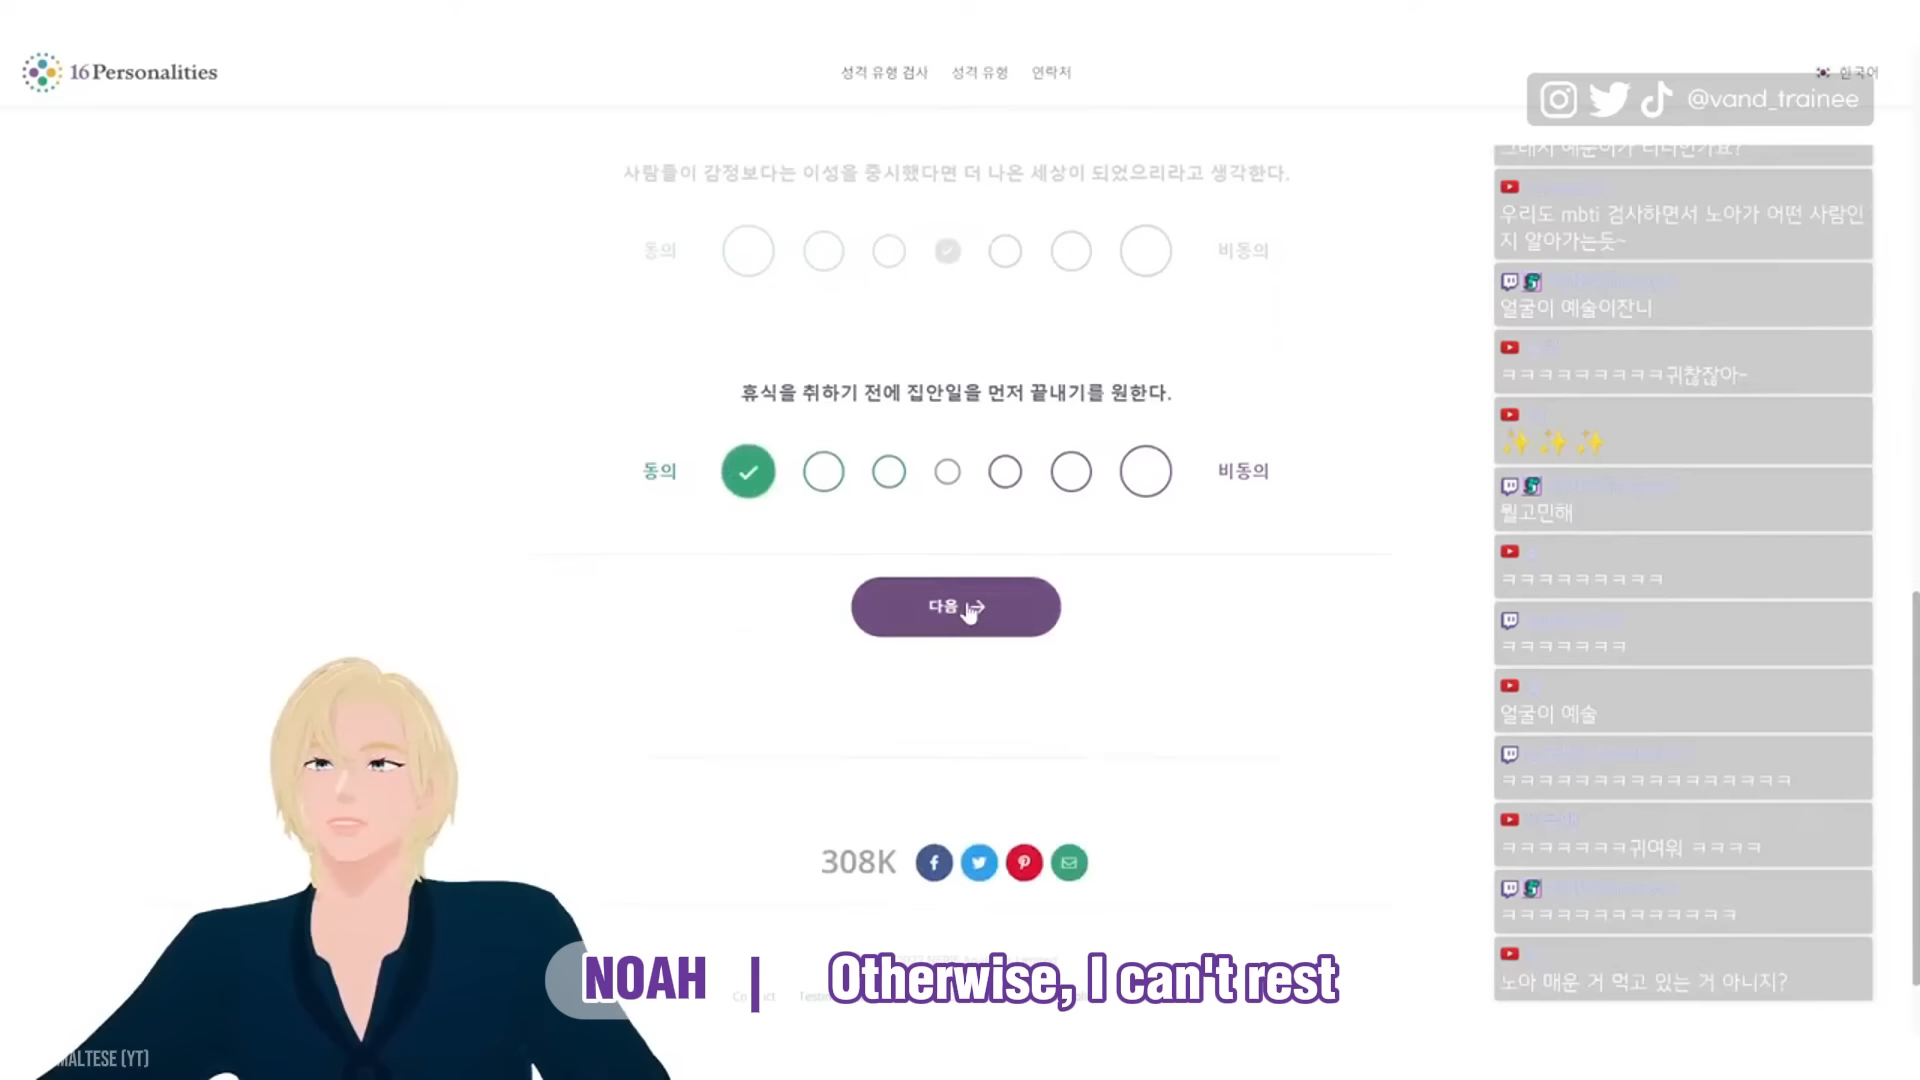 16Personalities
성격 유형 검사
성격 유형
연락처
한국어
@vand_trainee
사람들이 감정보다는 이성을 중시했다면 더 나은 세상이 되었으리라고 생각한다.
동의
비동의
휴식을 취하기 전에 집안일을 먼저 끝내기를 원한다.
동의
비동의
다음
308K
우리도 mbti 검사하면서 노아가 어떤 사람인
지 알아가는듯~
얼굴이 예술이잖니
ㅋㅋㅋㅋㅋㅋㅋㅋㅋ귀찮잖아~
뭘고민해
ㅋㅋㅋㅋㅋㅋㅋㅋㅋ
ㅋㅋㅋㅋㅋㅋㅋ
얼굴이 예술
ㅋㅋㅋㅋㅋㅋㅋㅋㅋㅋㅋㅋㅋㅋㅋㅋ
ㅋㅋㅋㅋㅋㅋㅋ귀여워 ㅋㅋㅋㅋ
ㅋㅋㅋㅋㅋㅋㅋㅋㅋㅋㅋㅋㅋ
노아 매운 거 먹고 있는 거 아니지?
NOAH | Otherwise, I can't rest
MALTESE (YT)